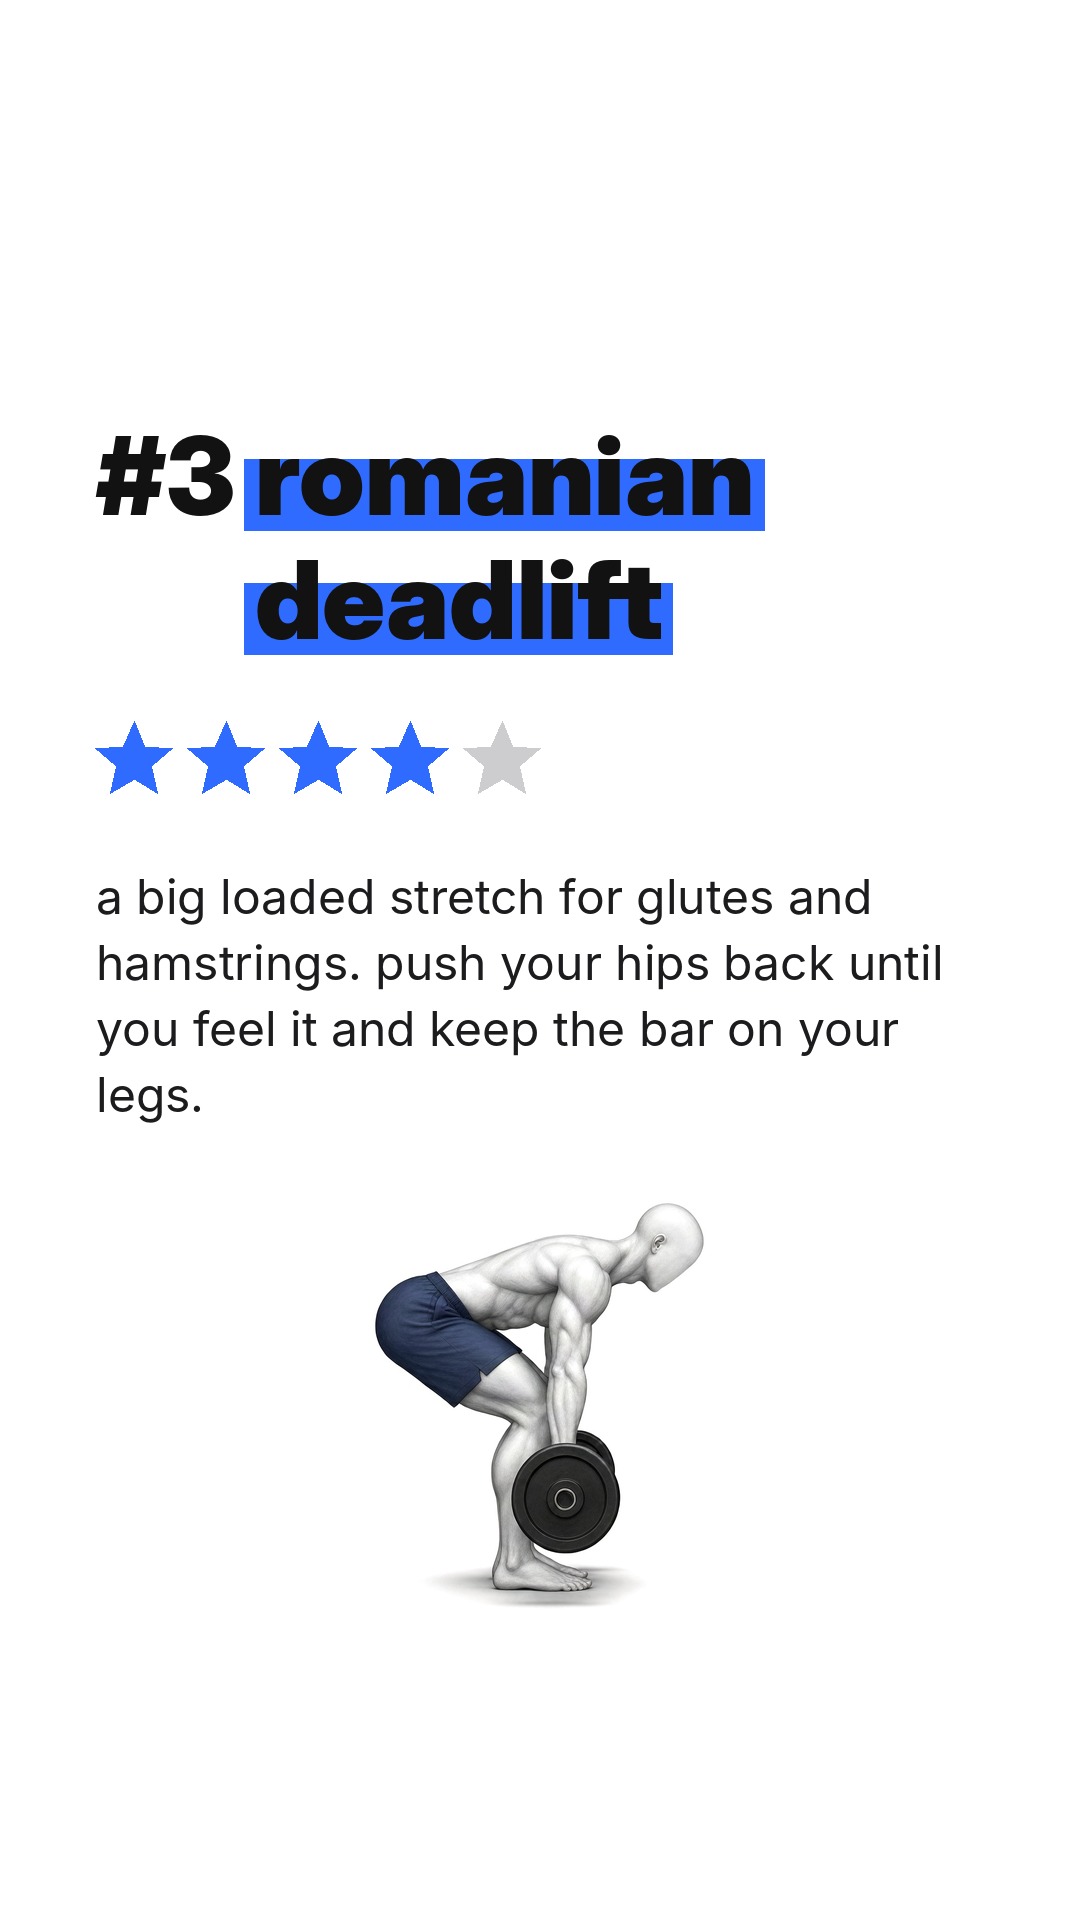 #3 romanian
deadlift
a big loaded stretch for glutes and
hamstrings. push your hips back until
you feel it and keep the bar on your
legs.